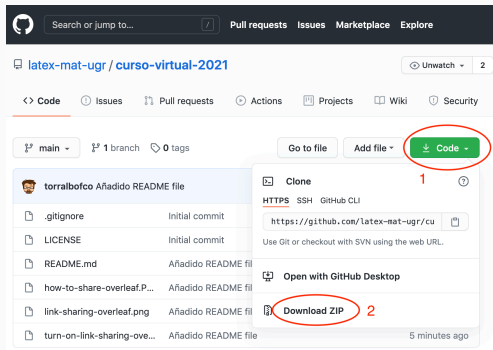 Search or jump to... / Pull requests Issues Marketplace Explore
latex-mat-ugr / curso-virtual-2021 Unwatch 2
<> Code Issues Pull requests Actions Projects Wiki Security
main 1 branch 0 tags Go to file Add file Code
1
torralbofco Añadido README file
Clone
HTTPS SSH GitHub CLI
.gitignore Initial commit
https://github.com/latex-mat-ugr/cu
LICENSE Initial commit
Use Git or checkout with SVN using the web URL.
README.md Añadido README fil
how-to-share-overleaf.P... Añadido README fil
Open with GitHub Desktop
link-sharing-overleaf.png Añadido README fil
Download ZIP 2
turn-on-link-sharing-ove... Añadido README file 5 minutes ago